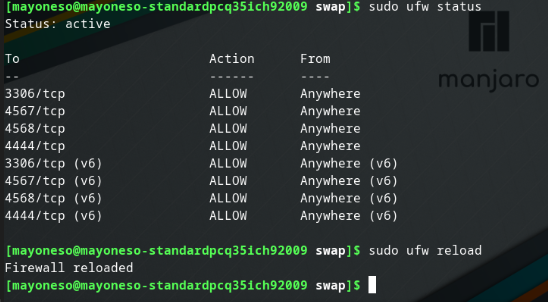 [mayoneso@mayoneso-standardpcq35ich92009 swap]$ sudo ufw status
Status: active
manjaro
To                         Action      From
--                         ------      ----
3306/tcp                   ALLOW       Anywhere
4567/tcp                   ALLOW       Anywhere
4568/tcp                   ALLOW       Anywhere
4444/tcp                   ALLOW       Anywhere
3306/tcp (v6)              ALLOW       Anywhere (v6)
4567/tcp (v6)              ALLOW       Anywhere (v6)
4568/tcp (v6)              ALLOW       Anywhere (v6)
4444/tcp (v6)              ALLOW       Anywhere (v6)
[mayoneso@mayoneso-standardpcq35ich92009 swap]$ sudo ufw reload
Firewall reloaded
[mayoneso@mayoneso-standardpcq35ich92009 swap]$